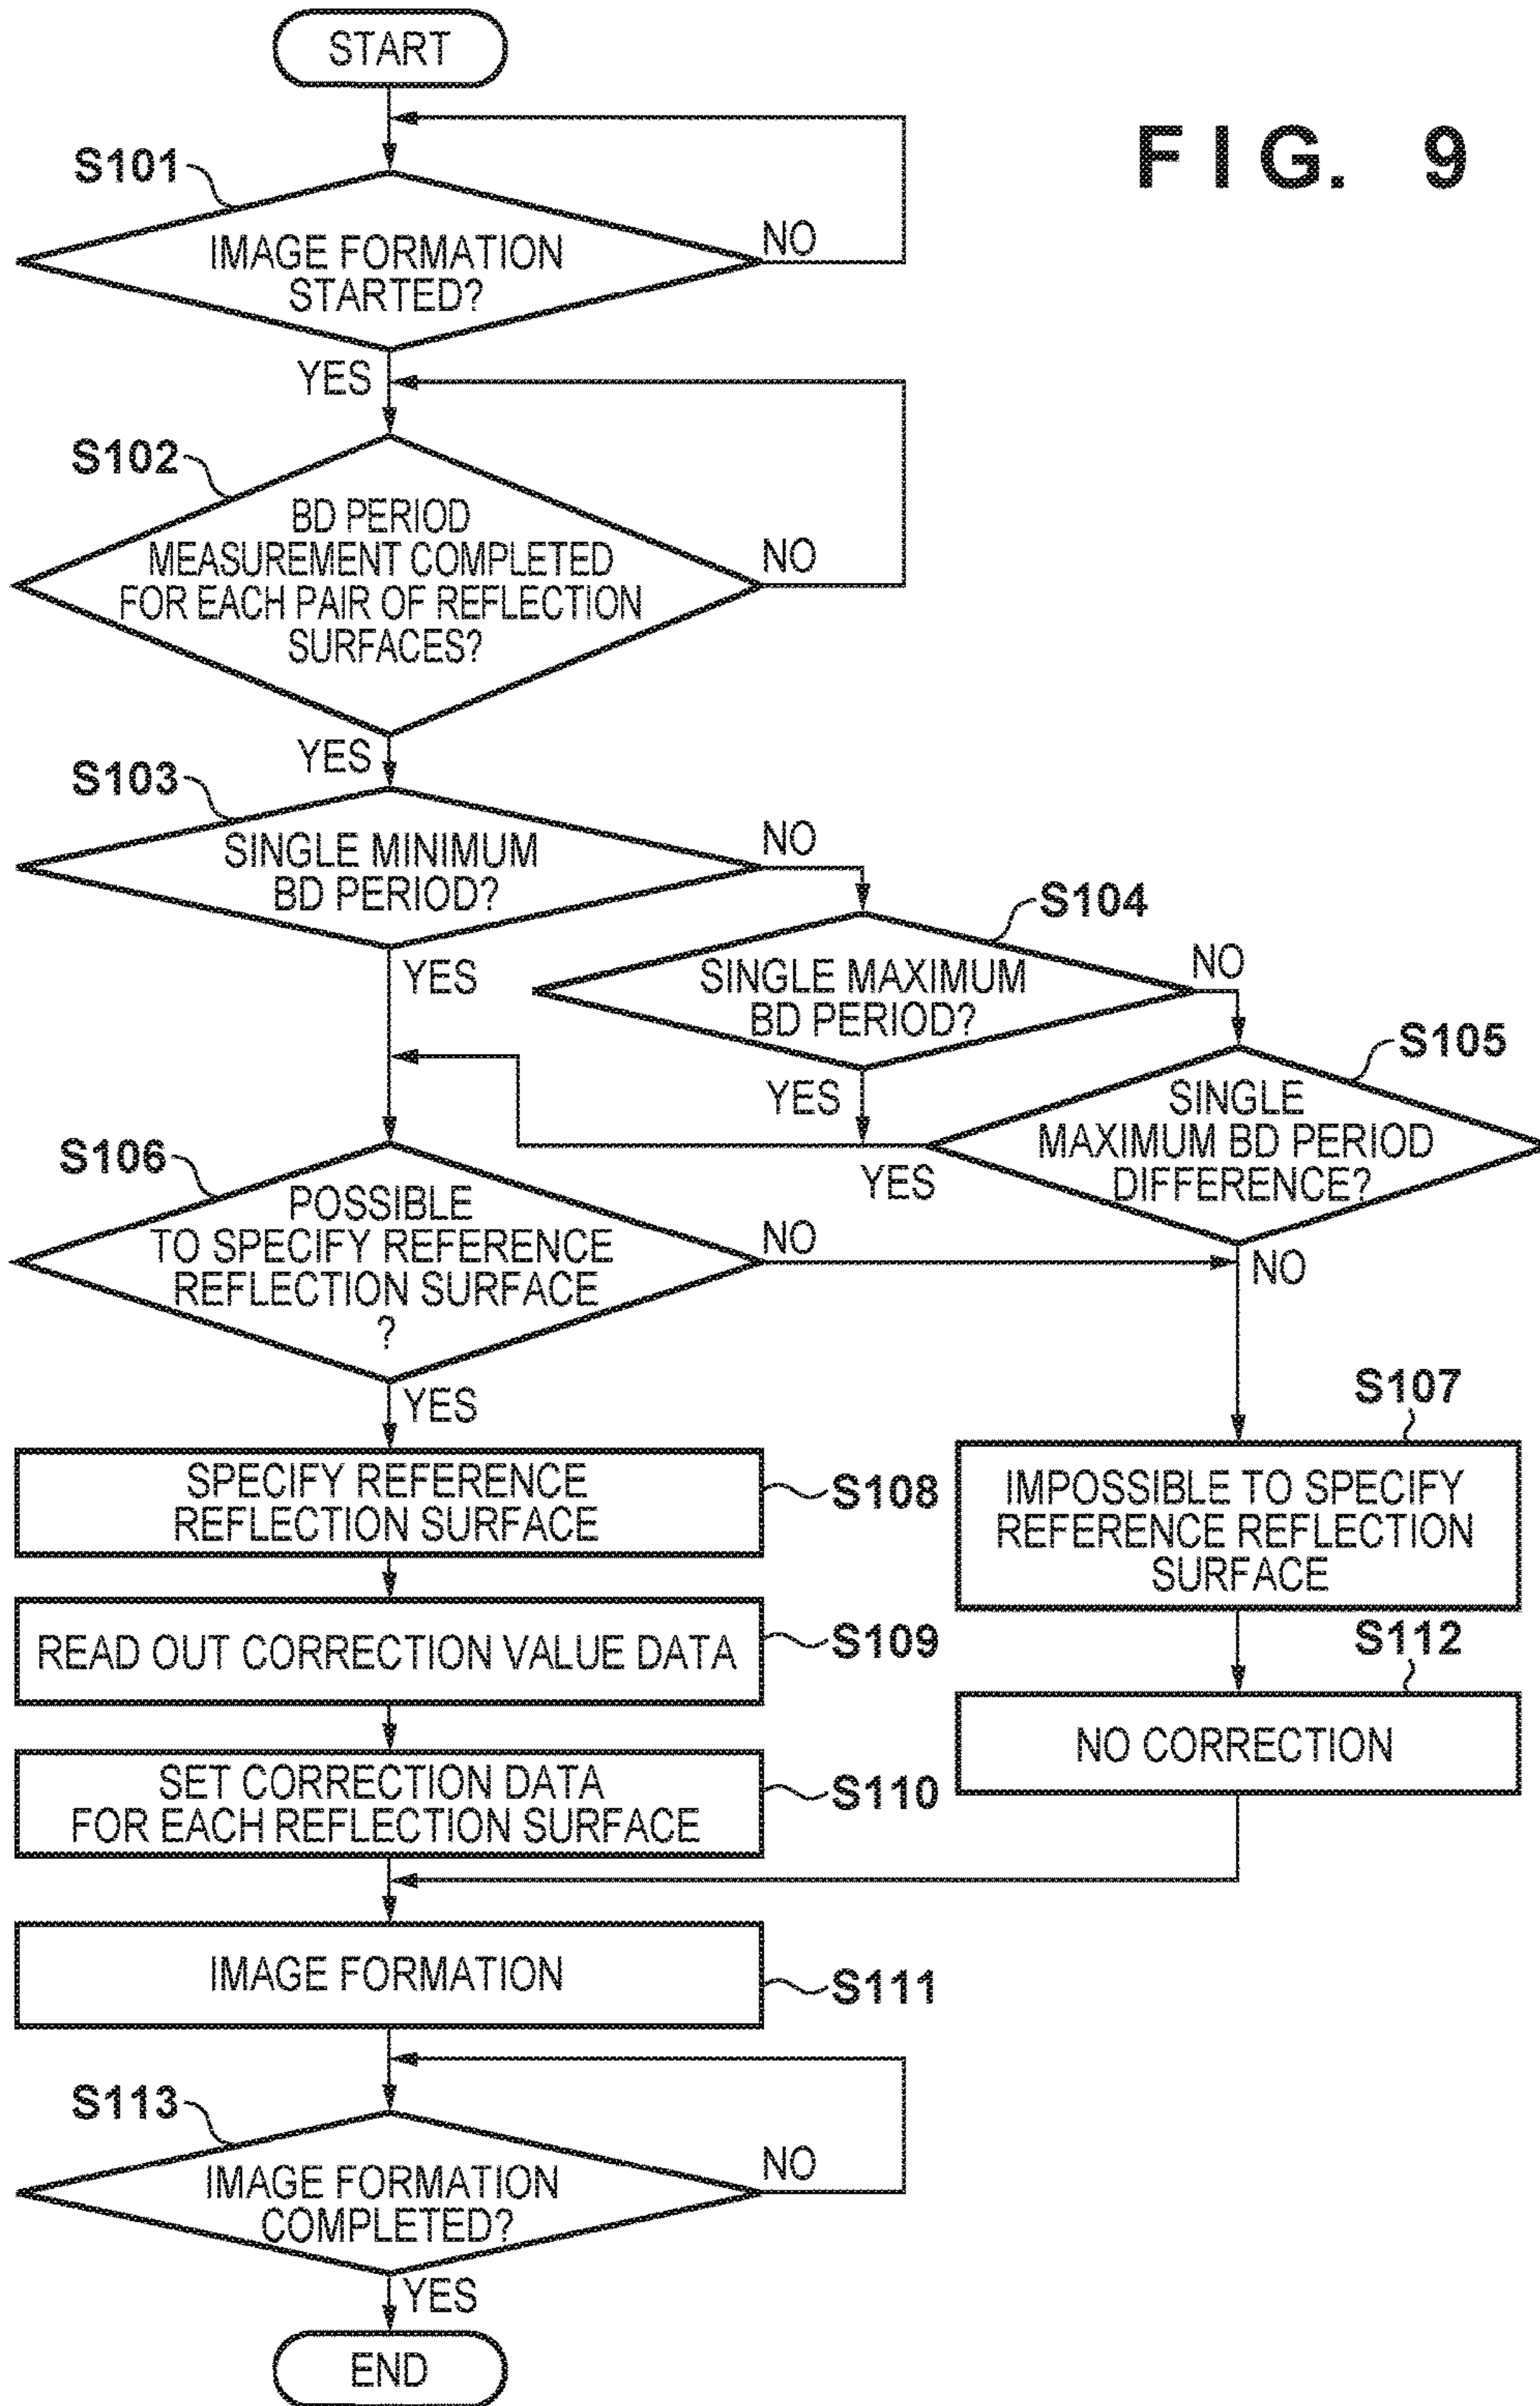 START
FIG. 9
S101
IMAGE FORMATION
STARTED?
NO
YES
S102
BD PERIOD
MEASUREMENT COMPLETED
FOR EACH PAIR OF REFLECTION
SURFACES?
NO
YES
S103
SINGLE MINIMUM
BD PERIOD?
NO
YES
S104
SINGLE MAXIMUM
BD PERIOD?
NO
YES
S105
SINGLE
MAXIMUM BD PERIOD
DIFFERENCE?
YES
NO
S106
POSSIBLE
TO SPECIFY REFERENCE
REFLECTION SURFACE
?
NO
YES
S107
IMPOSSIBLE TO SPECIFY
REFERENCE REFLECTION
SURFACE
SPECIFY REFERENCE
REFLECTION SURFACE
S108
READ OUT CORRECTION VALUE DATA
S109
S112
NO CORRECTION
SET CORRECTION DATA
FOR EACH REFLECTION SURFACE
S110
IMAGE FORMATION
S111
S113
IMAGE FORMATION
COMPLETED?
NO
YES
END